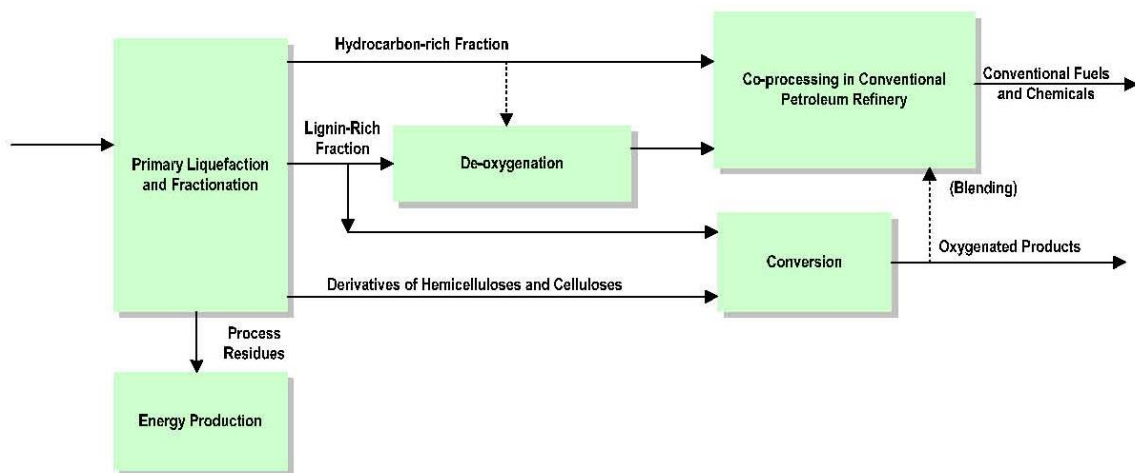 Hydrocarbon-rich Fraction
Co-processing in Conventional
Petroleum Refinery
Conventional Fuels
and Chemicals
Lignin-Rich
Fraction
Primary Liquefaction
and Fractionation
De-oxygenation
(Blending)
Oxygenated Products
Conversion
Derivatives of Hemicelluloses and Celluloses
Process
Residues
Energy Production